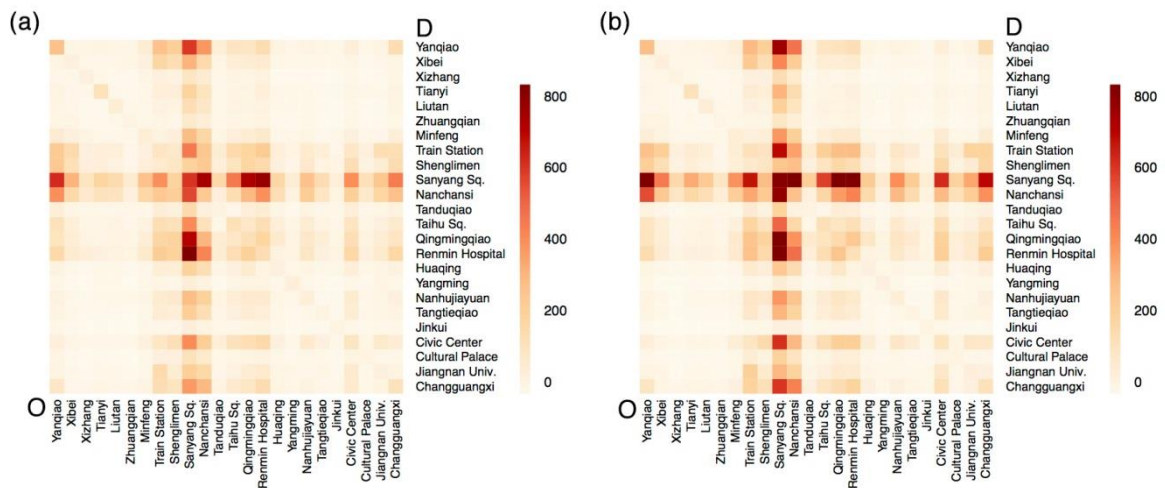 (a)
D
Yanqiao
Xibei
Xizhang
Tianyi
Liutan
Zhuangqian
Minfeng
Train Station
Shenglimen
Sanyang Sq.
Nanchansi
Tanduqiao
Taihu Sq.
Qingmingqiao
Renmin Hospital
Huaqing
Yangming
Nanhujiayuan
Tangtieqiao
Jinkui
Civic Center
Cultural Palace
Jiangnan Univ.
Changguangxi
800
600
400
200
0
O
Yanqiao
Xibei
Xizhang
Tianyi
Liutan
Zhuangqian
Minfeng
Train Station
Shenglimen
Sanyang Sq.
Nanchansi
Tanduqiao
Taihu Sq.
Qingmingqiao
Renmin Hospital
Huaqing
Yangming
Nanhujiayuan
Tangtieqiao
Jinkui
Civic Center
Cultural Palace
Jiangnan Univ.
Changguangxi
(b)
D
Yanqiao
Xibei
Xizhang
Tianyi
Liutan
Zhuangqian
Minfeng
Train Station
Shenglimen
Sanyang Sq.
Nanchansi
Tanduqiao
Taihu Sq.
Qingmingqiao
Renmin Hospital
Huaqing
Yangming
Nanhujiayuan
Tangtieqiao
Jinkui
Civic Center
Cultural Palace
Jiangnan Univ.
Changguangxi
800
600
400
200
0
O
Yanqiao
Xibei
Xizhang
Tianyi
Liutan
Zhuangqian
Minfeng
Train Station
Shenglimen
Sanyang Sq.
Nanchansi
Tanduqiao
Taihu Sq.
Qingmingqiao
Renmin Hospital
Huaqing
Yangming
Nanhujiayuan
Tangtieqiao
Jinkui
Civic Center
Cultural Palace
Jiangnan Univ.
Changguangxi